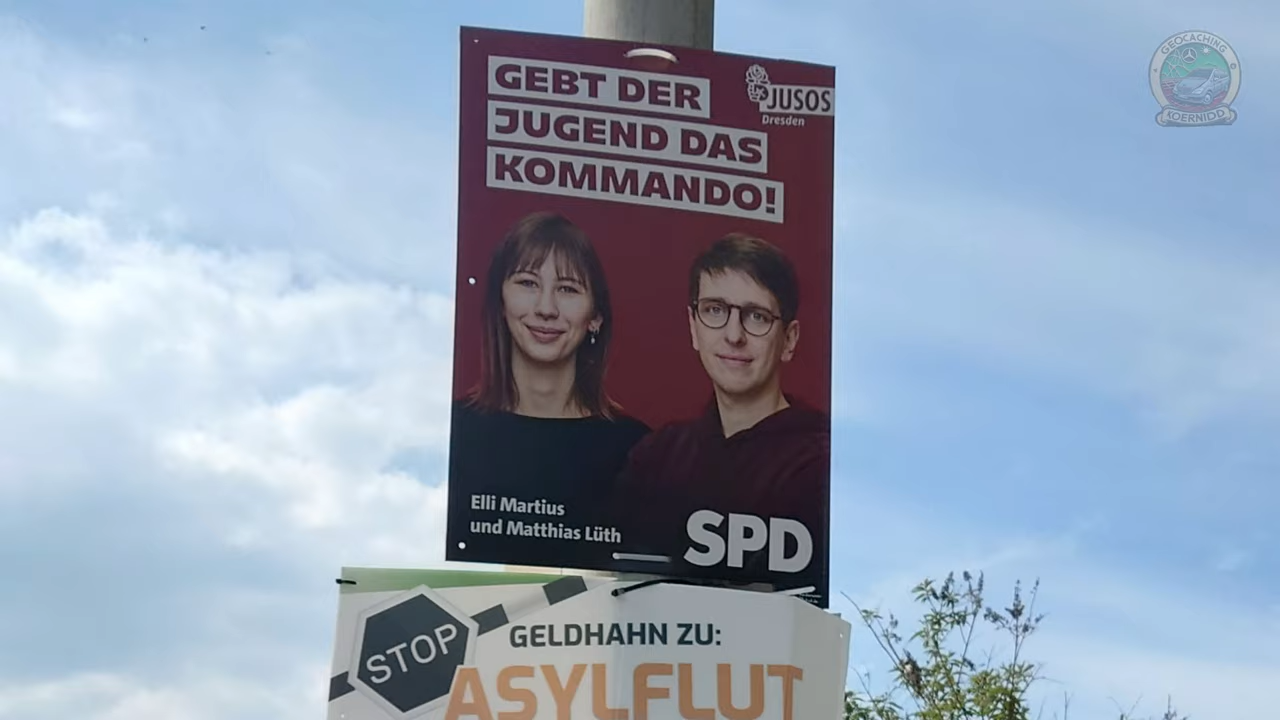 GEOCACHING
KOERNIDD
GEBT DER
JUGEND DAS
KOMMANDO!
JUSOS
Dresden
Elli Martius
und Matthias Lüth
SPD
STOP
GELDHAHN ZU:
ASYLFLUT